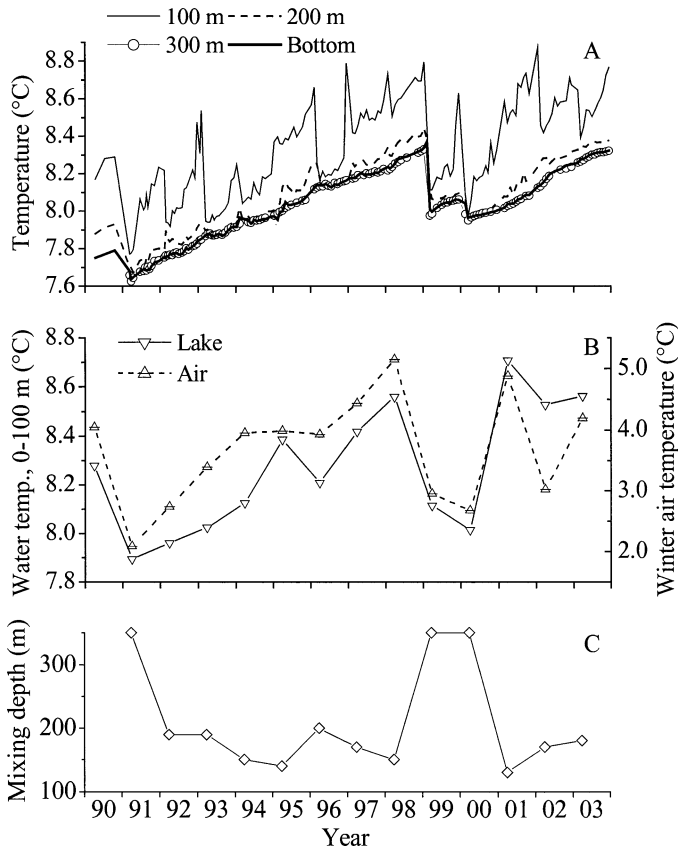 100 m 200 m
300 m Bottom
A
Temperature (°C)
8.8
8.6
8.4
8.2
8.0
7.8
7.6
B
Lake
Air
Water temp., 0-100 m (°C)
8.8
8.6
8.4
8.2
8.0
7.8
Winter air temperature (°C)
5.0
4.0
3.0
2.0
C
Mixing depth (m)
300
200
100
90 91 92 93 94 95 96 97 98 99 00 01 02 03
Year